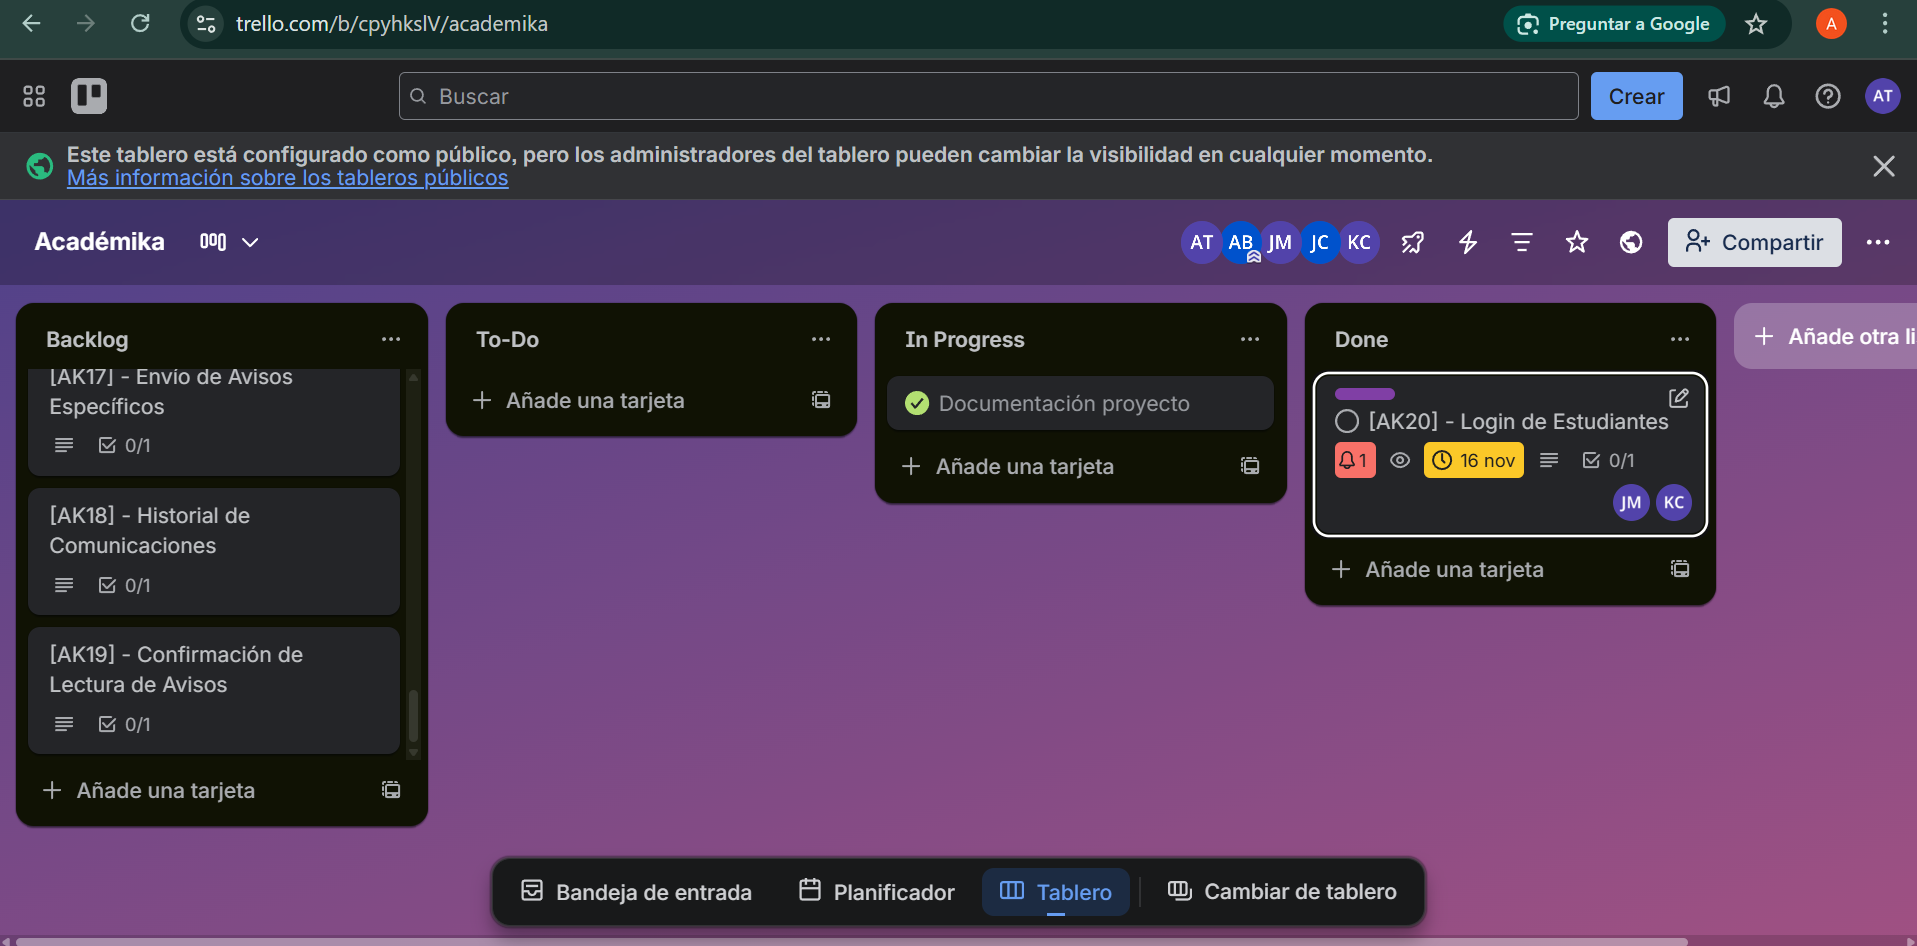 trello.com/b/cpyhkslV/academika
Preguntar a Google
A
Buscar
Crear
AT
Este tablero está configurado como público, pero los administradores del tablero pueden cambiar la visibilidad en cualquier momento.
Más información sobre los tableros públicos
Académika
AT AB JM JC KC
Compartir
Backlog
[AK17] - Envío de Avisos
Específicos
0/1
[AK18] - Historial de
Comunicaciones
0/1
[AK19] - Confirmación de
Lectura de Avisos
0/1
Añade una tarjeta
To-Do
Añade una tarjeta
In Progress
Documentación proyecto
Añade una tarjeta
Done
[AK20] - Login de Estudiantes
1 16 nov 0/1
JM KC
Añade una tarjeta
Añade otra li
Bandeja de entrada
Planificador
Tablero
Cambiar de tablero